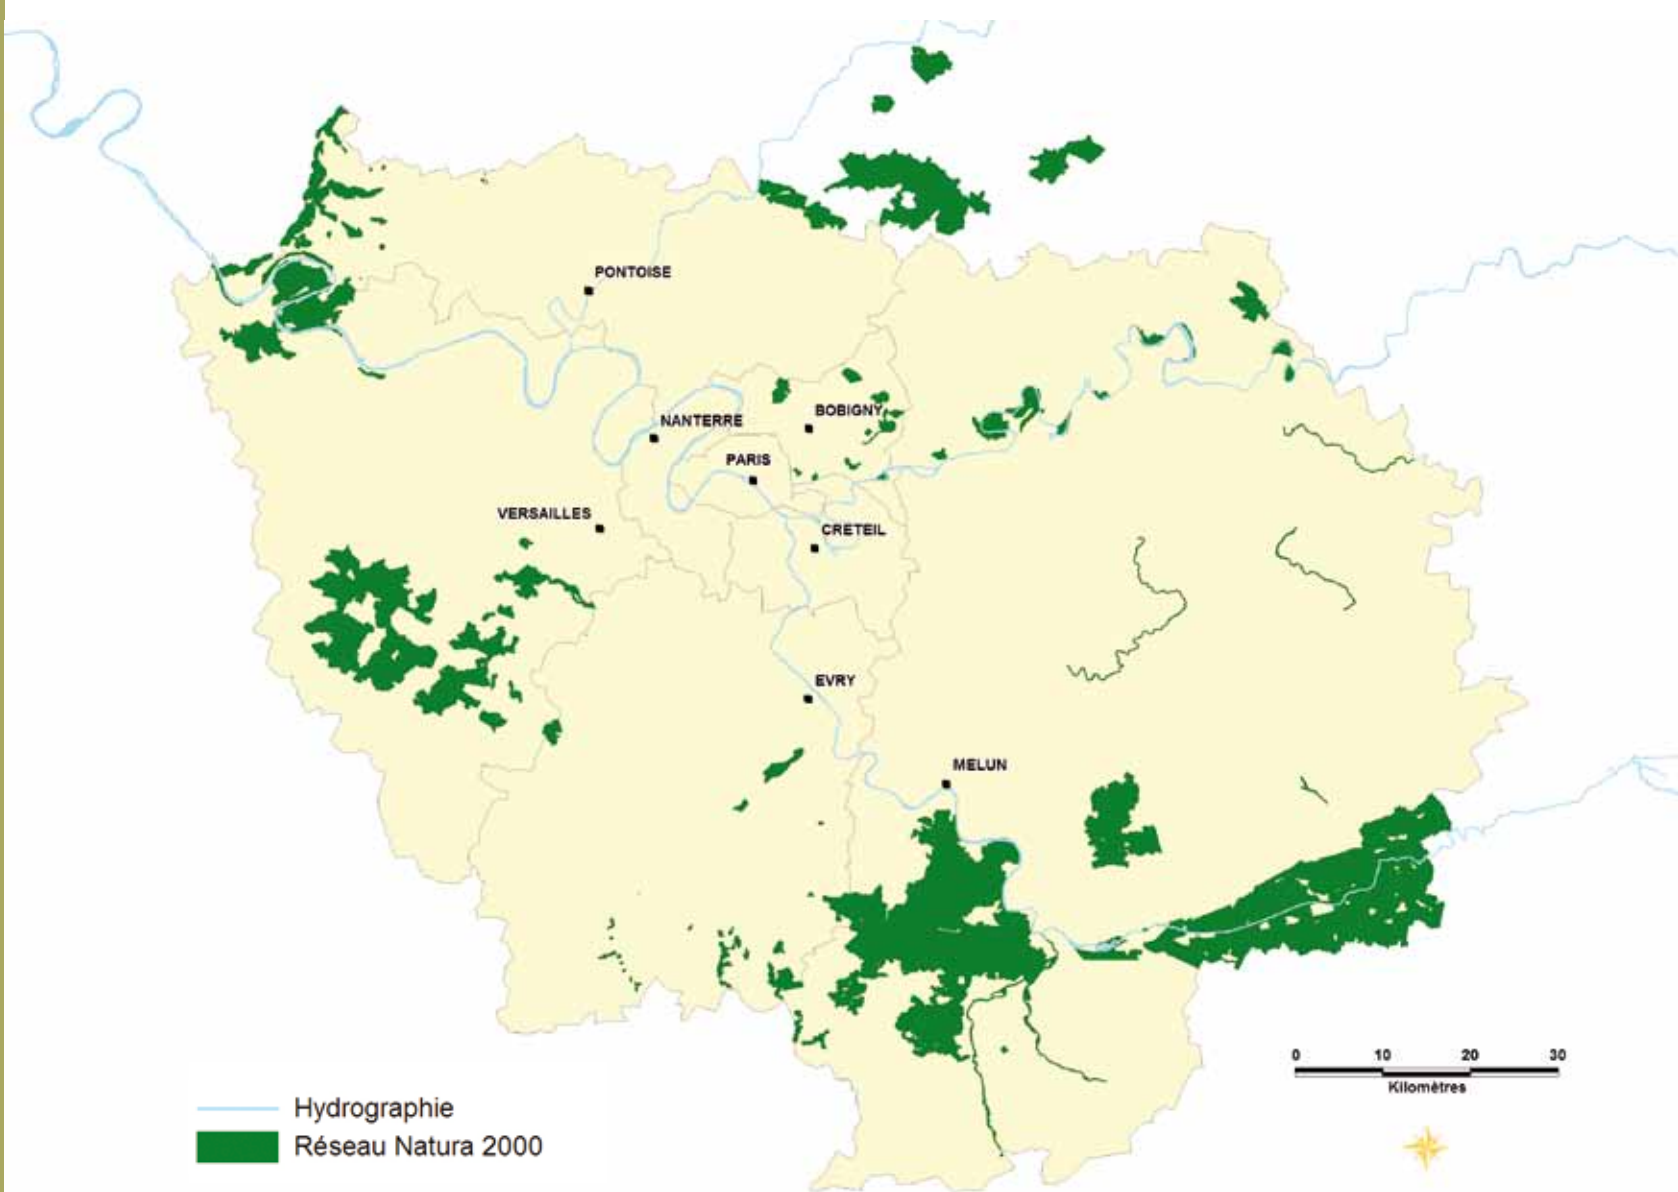 PONTOISE
BOBIGNY
NANTERRE
PARIS
VERSAILLES
CRETEIL
EVRY
MELUN
0 10 20 30
Kilomètres
Hydrographie
Réseau Natura 2000